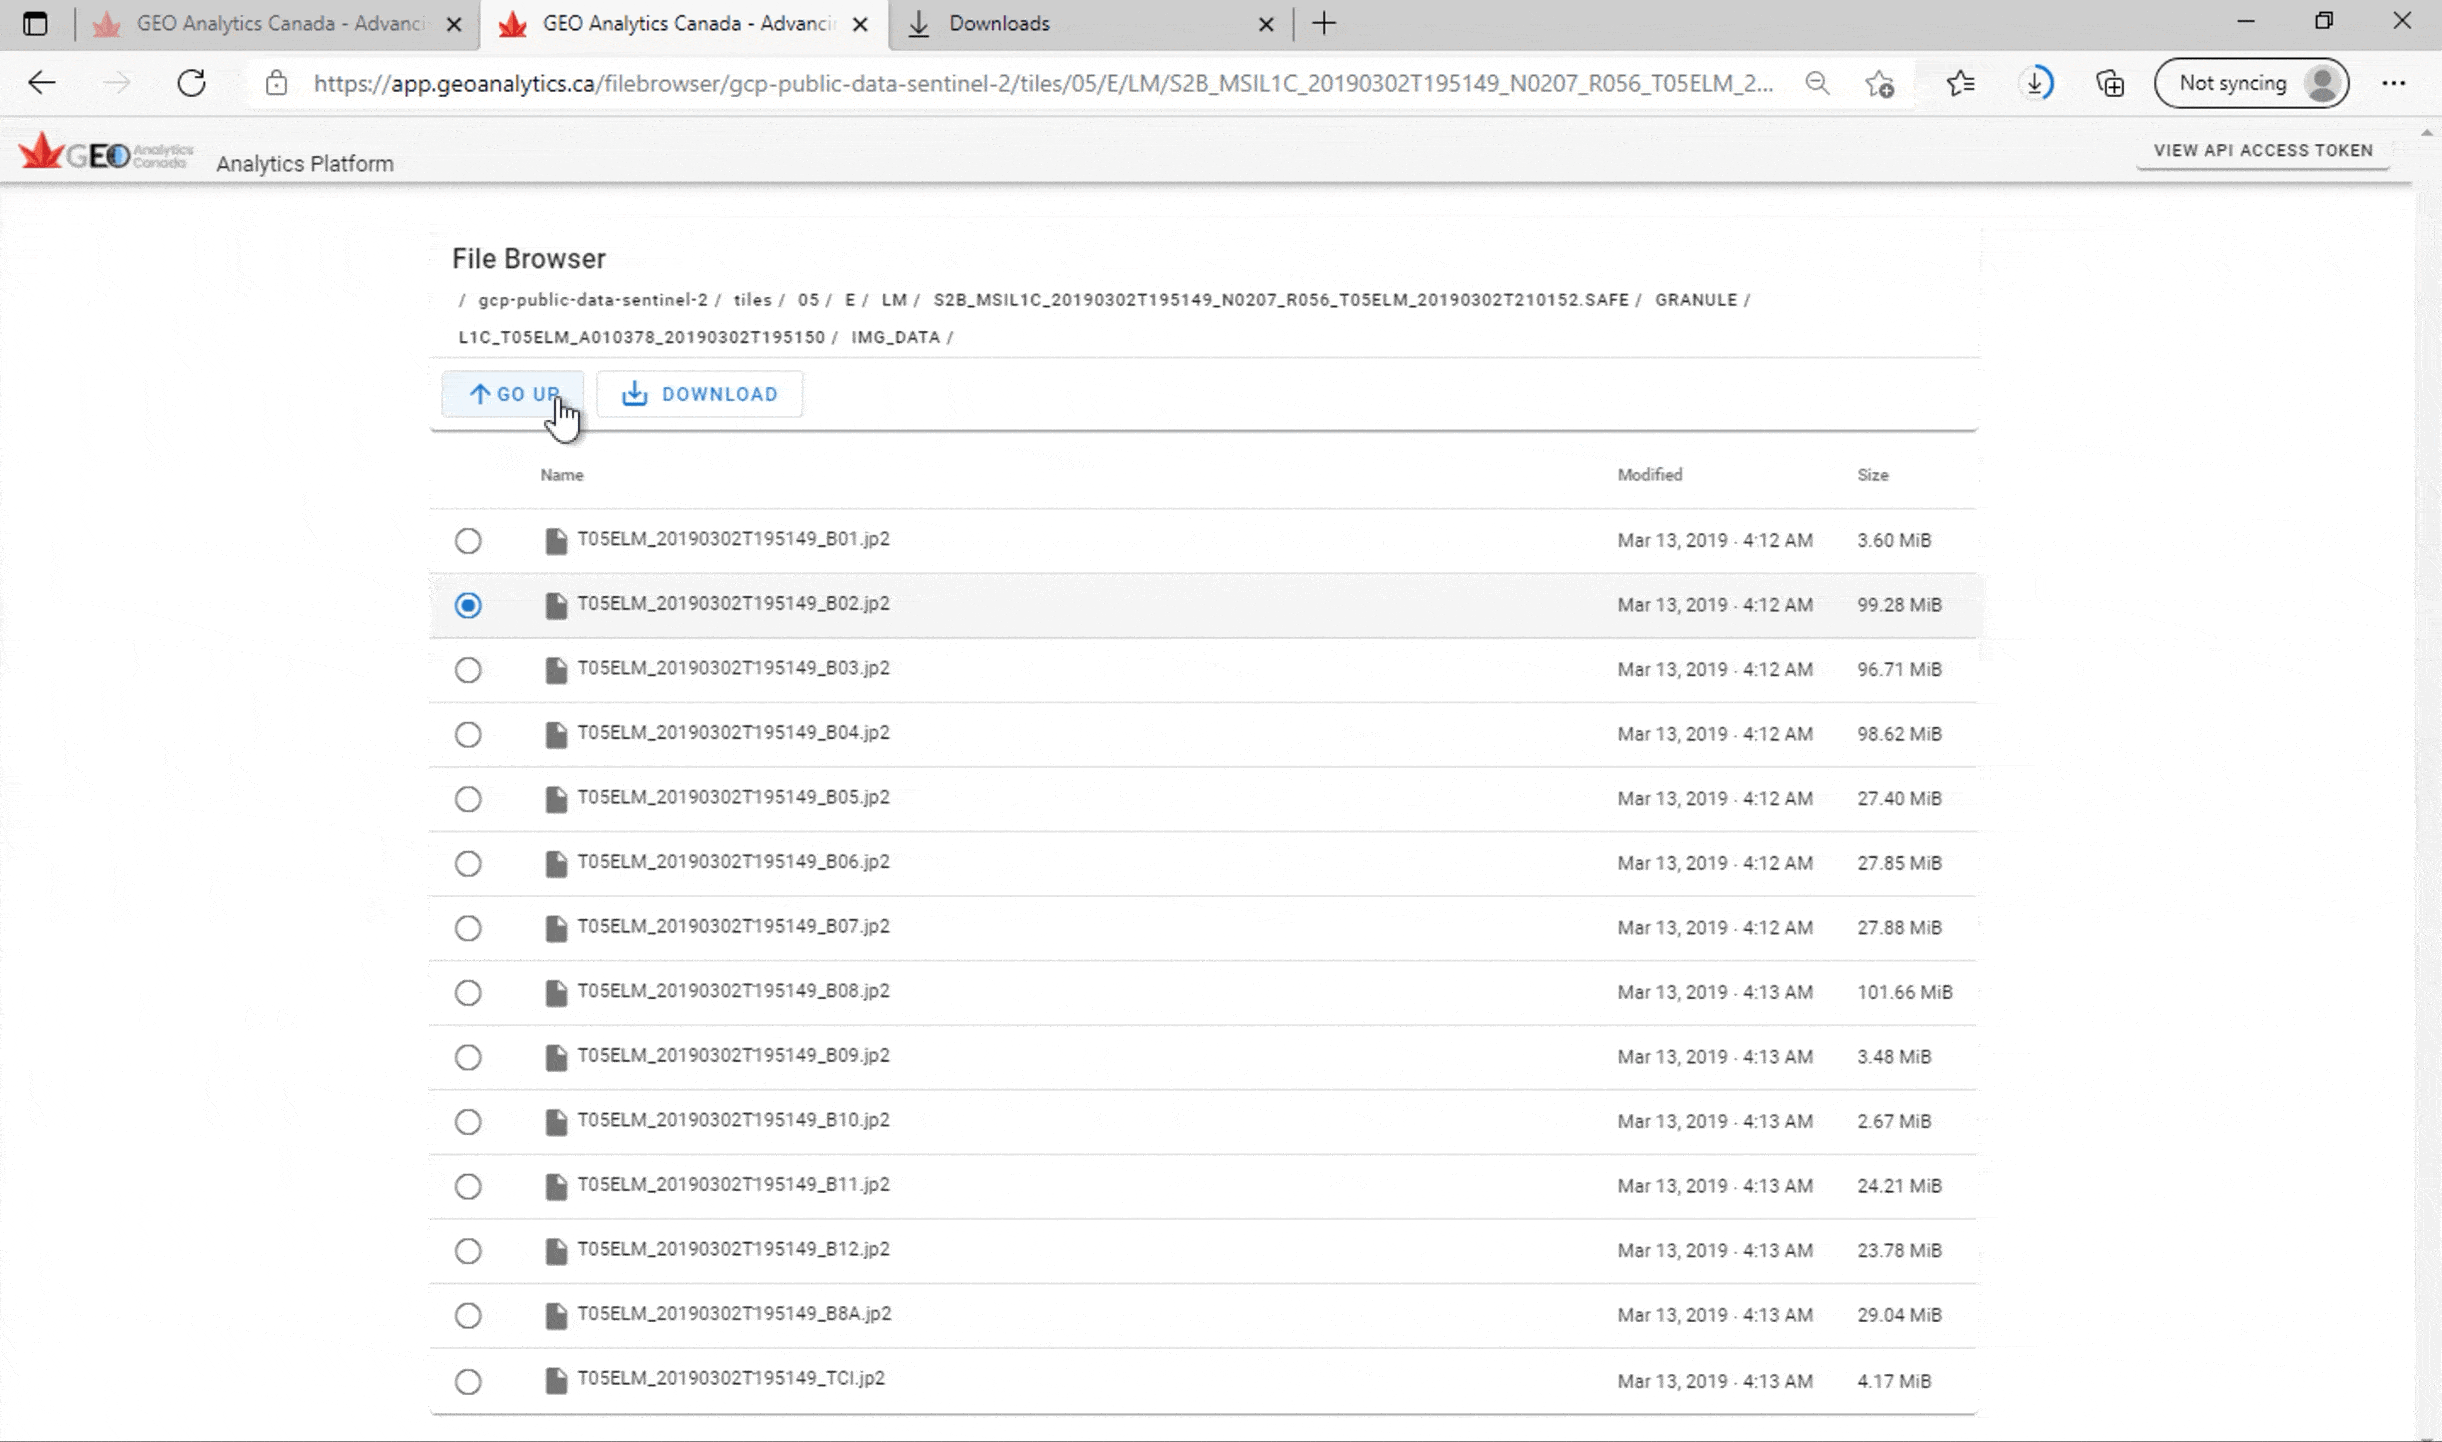 GEO Analytics Canada - Advanci
GEO Analytics Canada - Advancin
Downloads
https://app.geoanalytics.ca/filebrowser/gcp-public-data-sentinel-2/tiles/05/E/LM/S2B_MSIL1C_20190302T195149_N0207_R056_T05ELM_2...
Not syncing
GEO Analytics Canada
Analytics Platform
VIEW API ACCESS TOKEN
File Browser
/ gcp-public-data-sentinel-2 / tiles / 05 / E / LM / S2B_MSIL1C_20190302T195149_N0207_R056_T05ELM_20190302T210152.SAFE / GRANULE /
L1C_T05ELM_A010378_20190302T195150 / IMG_DATA /
GO UP DOWNLOAD
Name Modified Size
T05ELM_20190302T195149_B01.jp2 Mar 13, 2019 · 4:12 AM 3.60 MiB
T05ELM_20190302T195149_B02.jp2 Mar 13, 2019 · 4:12 AM 99.28 MiB
T05ELM_20190302T195149_B03.jp2 Mar 13, 2019 · 4:12 AM 96.71 MiB
T05ELM_20190302T195149_B04.jp2 Mar 13, 2019 · 4:12 AM 98.62 MiB
T05ELM_20190302T195149_B05.jp2 Mar 13, 2019 · 4:12 AM 27.40 MiB
T05ELM_20190302T195149_B06.jp2 Mar 13, 2019 · 4:12 AM 27.85 MiB
T05ELM_20190302T195149_B07.jp2 Mar 13, 2019 · 4:12 AM 27.88 MiB
T05ELM_20190302T195149_B08.jp2 Mar 13, 2019 · 4:13 AM 101.66 MiB
T05ELM_20190302T195149_B09.jp2 Mar 13, 2019 · 4:13 AM 3.48 MiB
T05ELM_20190302T195149_B10.jp2 Mar 13, 2019 · 4:13 AM 2.67 MiB
T05ELM_20190302T195149_B11.jp2 Mar 13, 2019 · 4:13 AM 24.21 MiB
T05ELM_20190302T195149_B12.jp2 Mar 13, 2019 · 4:13 AM 23.78 MiB
T05ELM_20190302T195149_B8A.jp2 Mar 13, 2019 · 4:13 AM 29.04 MiB
T05ELM_20190302T195149_TCI.jp2 Mar 13, 2019 · 4:13 AM 4.17 MiB